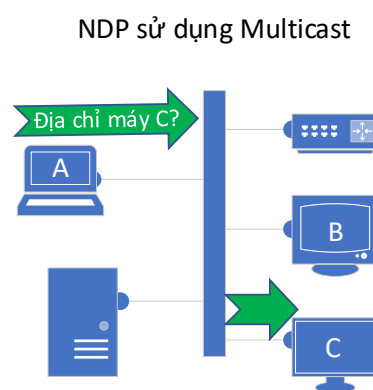 NDP sử dụng Multicast
Địa chỉ máy C?
A
B
C